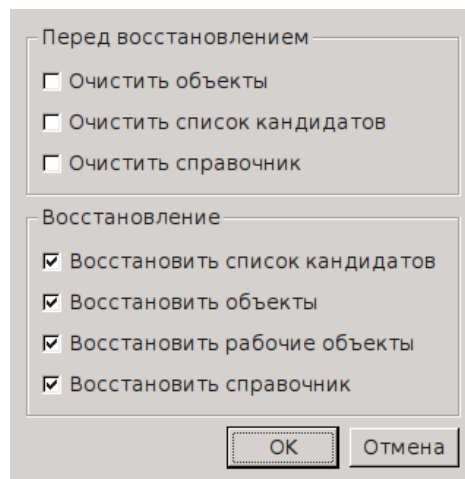 Перед восстановлением
Очистить объекты
Очистить список кандидатов
Очистить справочник
Восстановление
Восстановить список кандидатов
Восстановить объекты
Восстановить рабочие объекты
Восстановить справочник
OK
Отмена